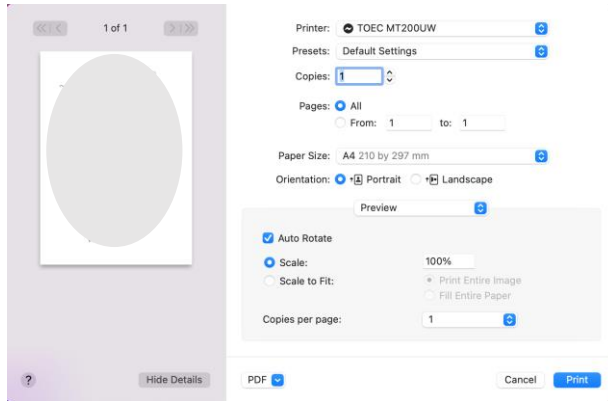 1 of 1
Printer: TOEC MT200UW
Presets: Default Settings
Copies: 1
Pages: All
From: 1 to: 1
Paper Size: A4 210 by 297 mm
Orientation: Portrait Landscape
Preview
Auto Rotate
Scale: 100%
Scale to Fit: Print Entire Image
Fill Entire Paper
Copies per page: 1
? Hide Details PDF Cancel Print